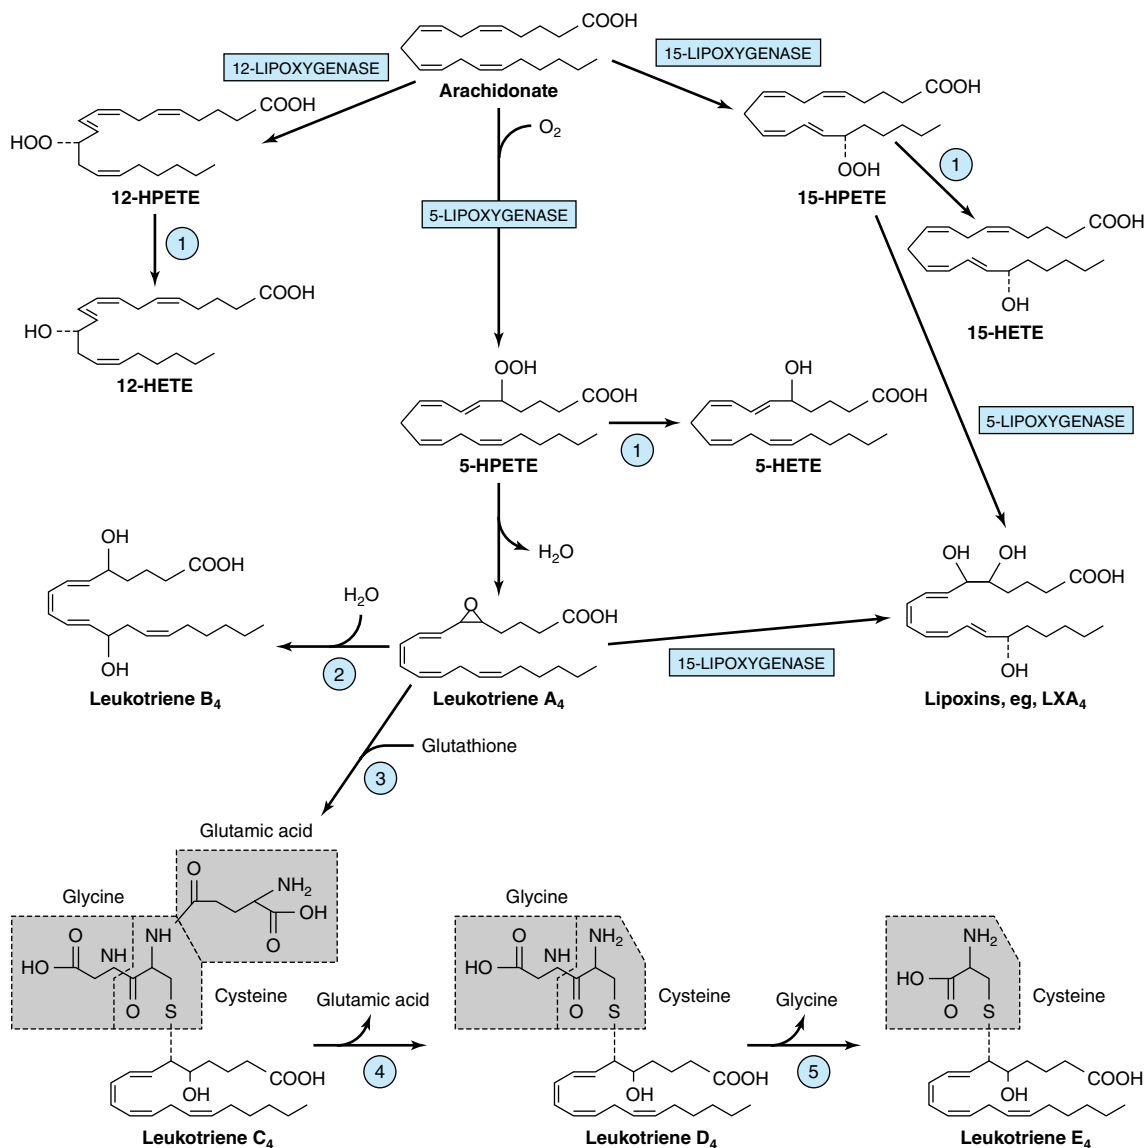 COOH
12-LIPOXYGENASE
15-LIPOXYGENASE
Arachidonate
COOH
HOO
12-HPETE
O₂
COOH
OOH
15-HPETE
1
5-LIPOXYGENASE
1
COOH
OH
15-HETE
COOH
HO
12-HETE
OOH
COOH
5-HPETE
1
OH
COOH
5-HETE
5-LIPOXYGENASE
H₂O
OH
COOH
OH
Leukotriene B₄
H₂O
2
O
COOH
Leukotriene A₄
15-LIPOXYGENASE
OH
OH
COOH
OH
Lipoxins, eg, LXA₄
Glutathione
3
Glutamic acid
O
NH₂
OH
O
Glycine
O
HO
NH
NH
O
S
Cysteine
COOH
OH
Leukotriene C₄
Glutamic acid
4
Glycine
O
HO
NH
NH₂
O
S
Cysteine
COOH
OH
Leukotriene D₄
Glycine
5
NH₂
HO
O
S
Cysteine
COOH
OH
Leukotriene E₄